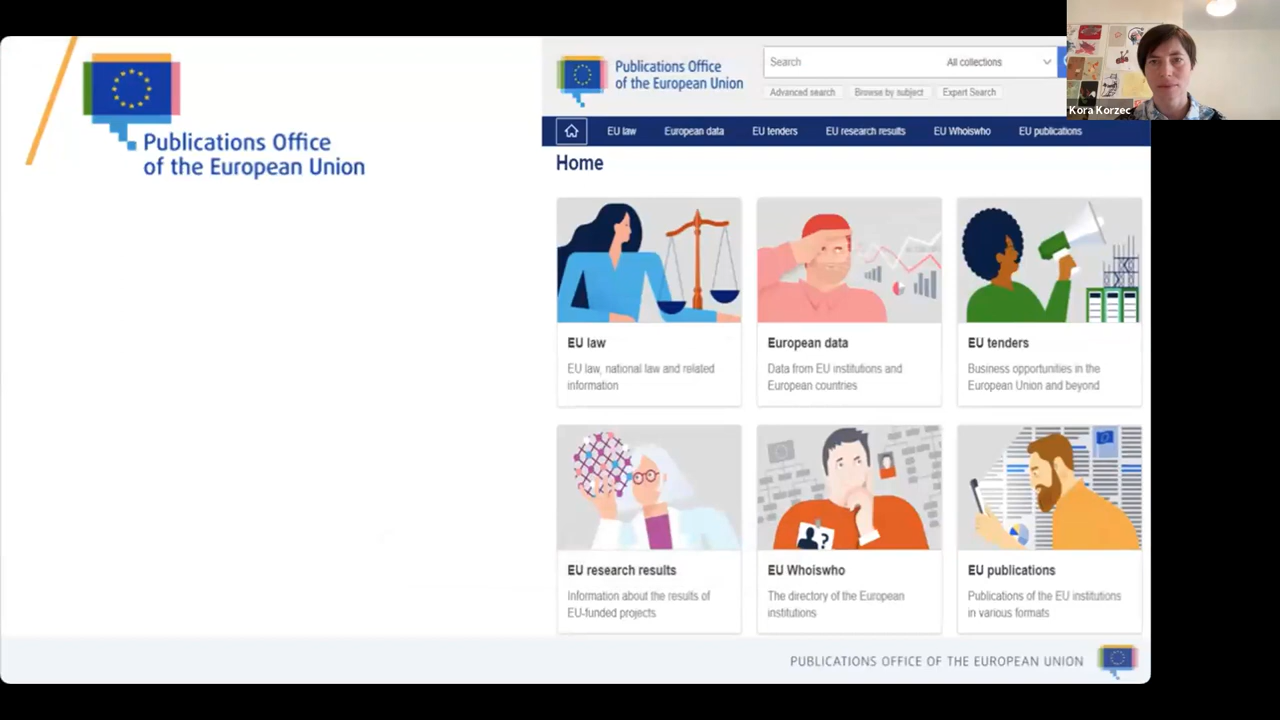 Publications Office
of the European Union
Publications Office
of the European Union
Search
All collections
Advanced search
Browse by subject
Expert Search
EU law
European data
EU tenders
EU research results
EU Whoiswho
EU publications
Home
EU law
EU law, national law and related
information
European data
Data from EU institutions and
European countries
EU tenders
Business opportunities in the
European Union and beyond
EU research results
Information about the results of
EU-funded projects
EU Whoiswho
The directory of the European
institutions
EU publications
Publications of the EU institutions
in various formats
?
PUBLICATIONS OFFICE OF THE EUROPEAN UNION
Kora Korzec